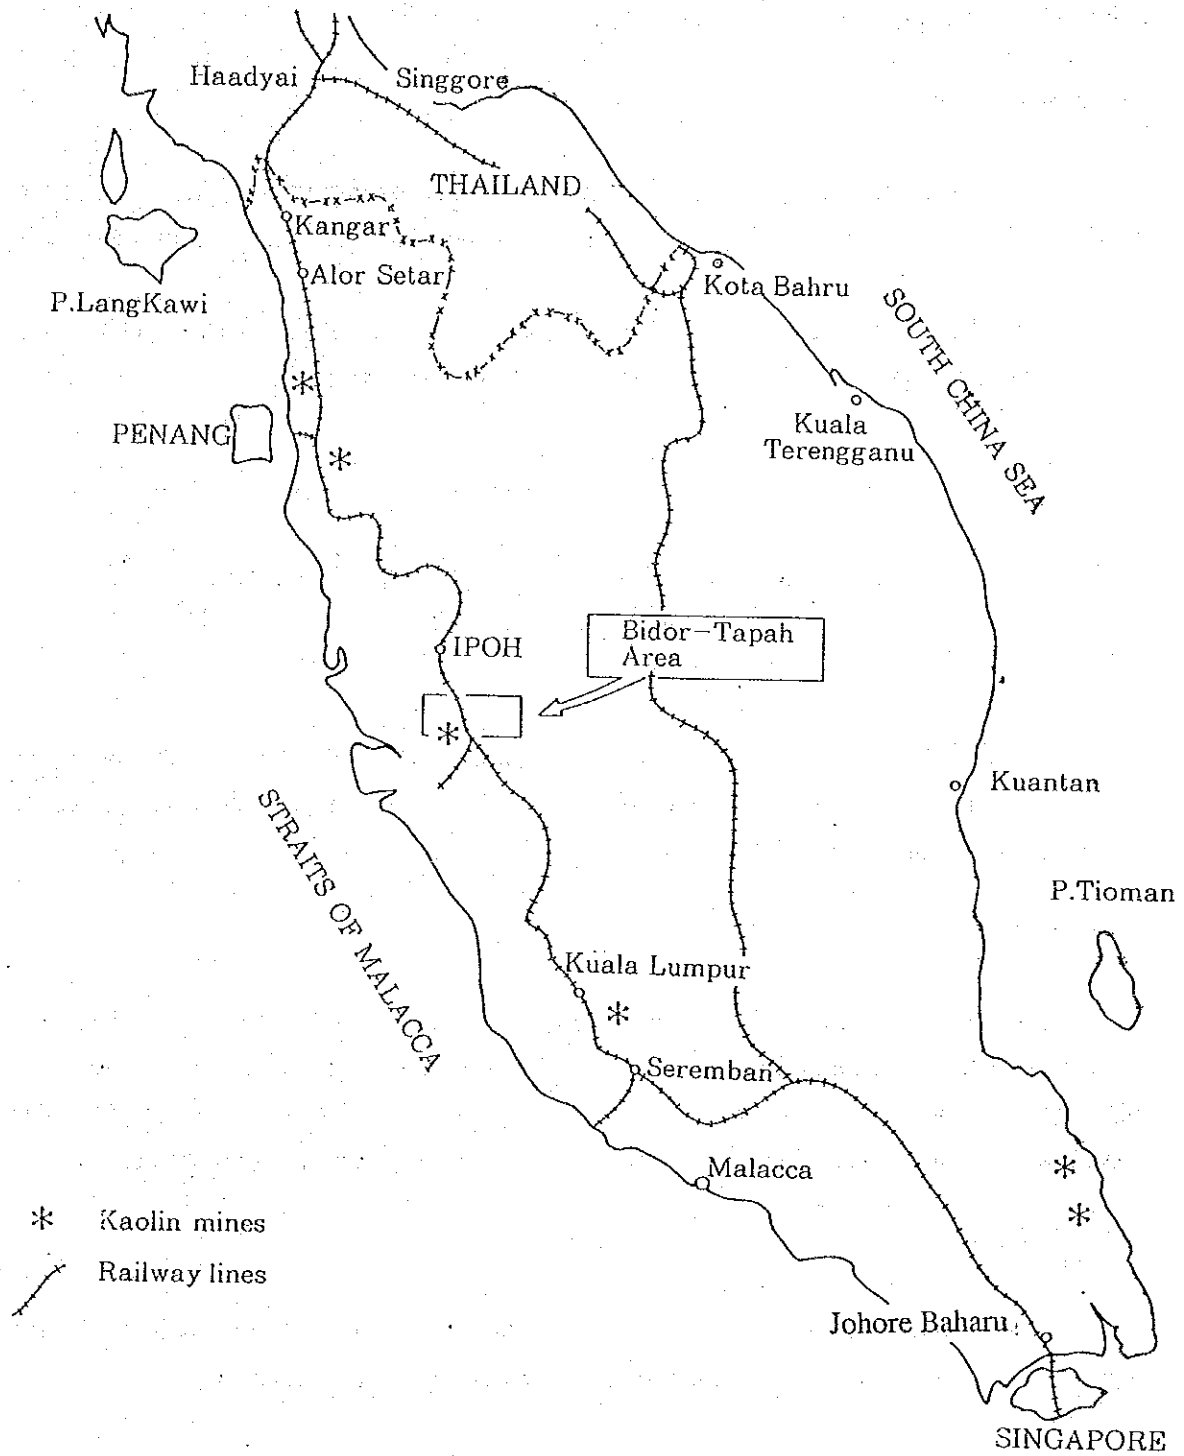 Haadyai
Singgore
THAILAND
Kangar
Alor Setar
P.LangKawi
Kota Bahru
SOUTH CHINA SEA
PENANG
Kuala
Terengganu
IPOH
Bidor-Tapah
Area
Kuantan
STRAITS OF MALACCA
P.Tioman
Kuala Lumpur
Seremban
Malacca
Kaolin mines
Railway lines
Johore Baharu
SINGAPORE